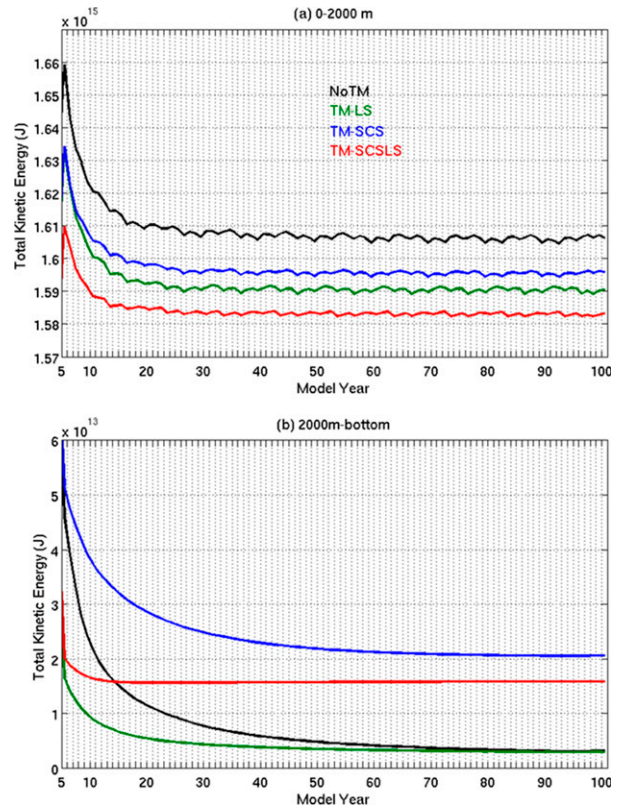 (a) 0-2000 m
x 10 15
1.66
1.65
1.64
1.63
1.62
1.61
1.6
1.59
1.58
1.57
Total Kinetic Energy (J)
NoTM
TM-LS
TM-SCS
TM-SCSLS
5 10 20 30 40 50 60 70 80 90 100
Model Year
(b) 2000m-bottom
x 10 13
6
5
4
3
2
1
0
Total Kinetic Energy (J)
5 10 20 30 40 50 60 70 80 90 100
Model Year